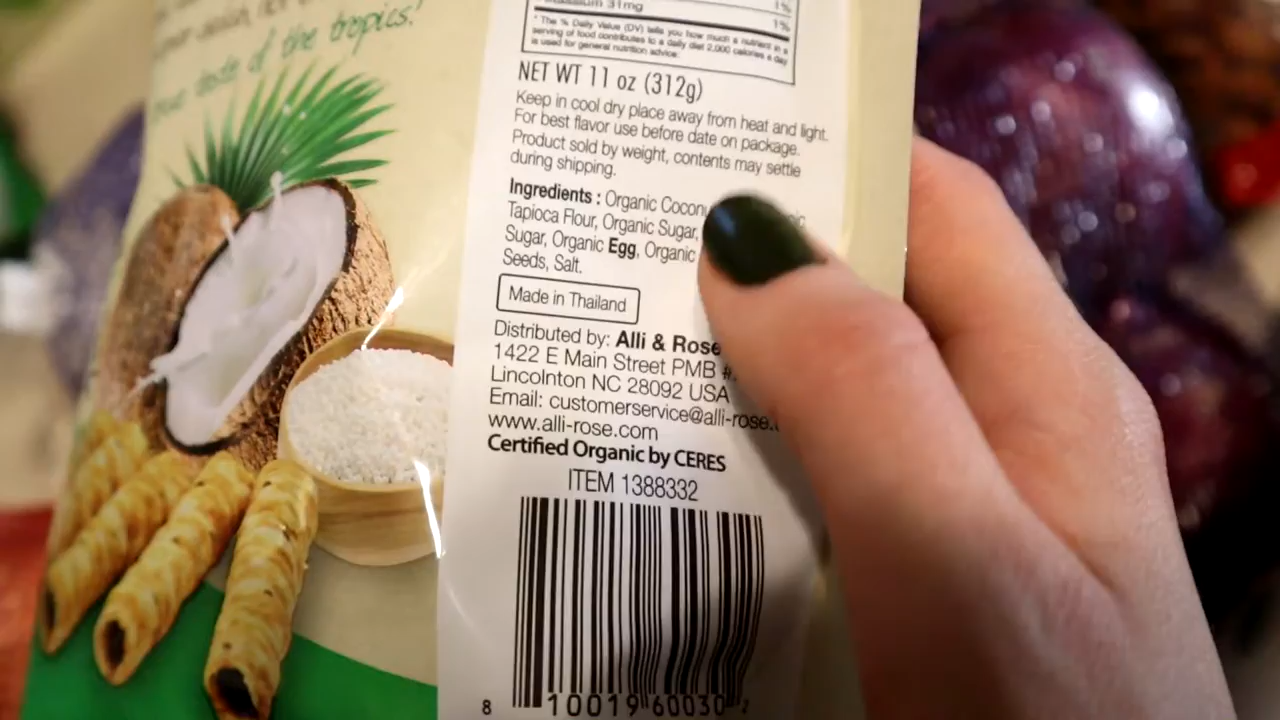 of the tropics!
31mg 1%
1%
* The % Daily Value (DV) tells you how much a nutrient in a
serving of food contributes to a daily diet 2,000 calories a day
is used for general nutrition advice.
NET WT 11 oz (312g)
Keep in cool dry place away from heat and light.
For best flavor use before date on package.
Product sold by weight, contents may settle
during shipping.
Ingredients : Organic
Tapioca Flour, Organic Sugar,
Sugar, Organic Egg, Organic
Seeds, Salt.
Made in Thailand
Distributed by: Alli & Rose
1422 E Main Street PMB
Lincolnton NC 28092 USA
Email: customerservice@alli-rose.
www.alli-rose.com
Certified Organic by CERES
ITEM 1388332
8 10019 60030 2